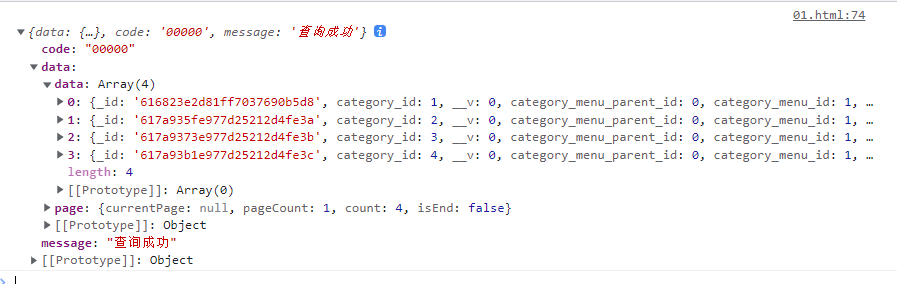 01.html:74
{data: {…}, code: '00000', message: '查询成功'} i
code: "00000"
data:
data: Array(4)
0: {_id: '616823e2d81ff7037690b5d8', category_id: 1, __v: 0, category_menu_parent_id: 0, category_menu_id: 1, …
1: {_id: '617a935fe977d25212d4fe3a', category_id: 2, __v: 0, category_menu_parent_id: 0, category_menu_id: 1, …
2: {_id: '617a9373e977d25212d4fe3b', category_id: 3, __v: 0, category_menu_parent_id: 0, category_menu_id: 1, …
3: {_id: '617a93b1e977d25212d4fe3c', category_id: 4, __v: 0, category_menu_parent_id: 0, category_menu_id: 1, …
length: 4
[[Prototype]]: Array(0)
page: {currentPage: null, pageCount: 1, count: 4, isEnd: false}
[[Prototype]]: Object
message: "查询成功"
[[Prototype]]: Object